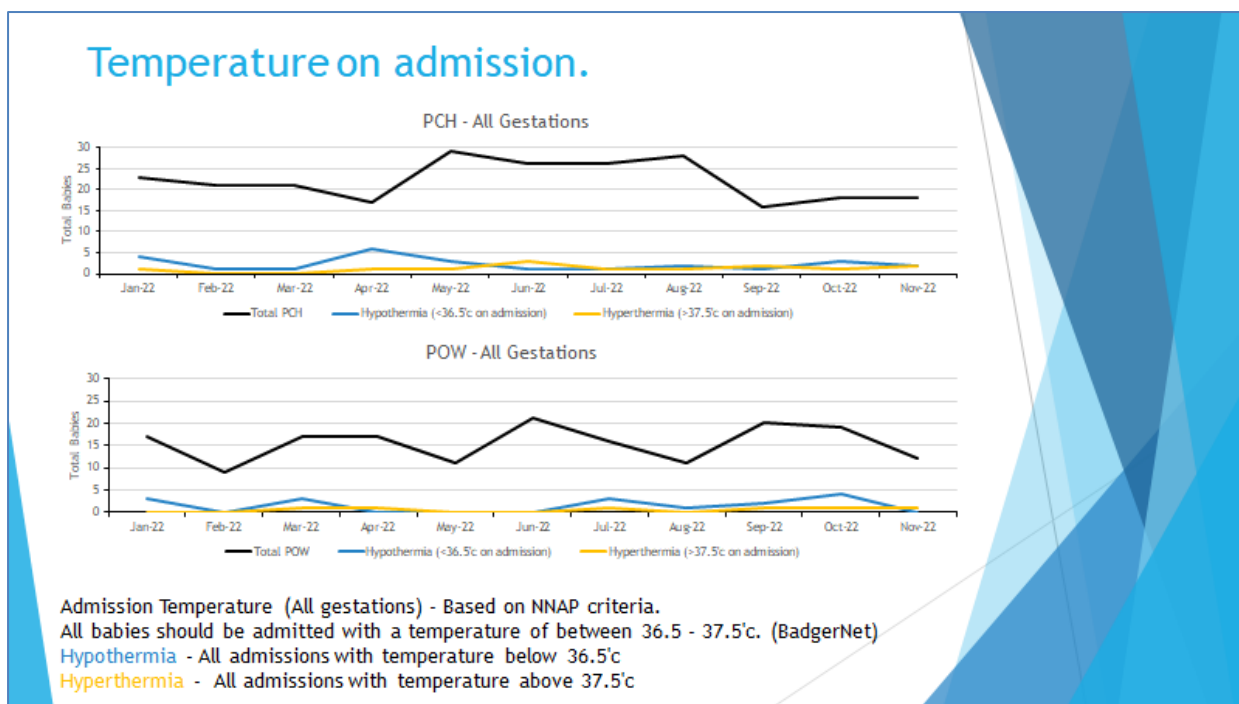 Temperature on admission.
PCH - All Gestations
30
25
20
15
10
5
0
Total Babies
Jan-22 Feb-22 Mar-22 Apr-22 May-22 Jun-22 Jul-22 Aug-22 Sep-22 Oct-22 Nov-22
Total PCH Hypothermia (<36.5'c on admission) Hyperthermia (>37.5'c on admission)
POW - All Gestations
30
25
20
15
10
5
0
Total Babies
Jan-22 Feb-22 Mar-22 Apr-22 May-22 Jun-22 Jul-22 Aug-22 Sep-22 Oct-22 Nov-22
Total POW Hypothermia (<36.5'c on admission) Hyperthermia (>37.5'c on admission)
Admission Temperature (All gestations) - Based on NNAP criteria.
All babies should be admitted with a temperature of between 36.5 - 37.5'c. (BadgerNet)
Hypothermia - All admissions with temperature below 36.5'c
Hyperthermia - All admissions with temperature above 37.5'c